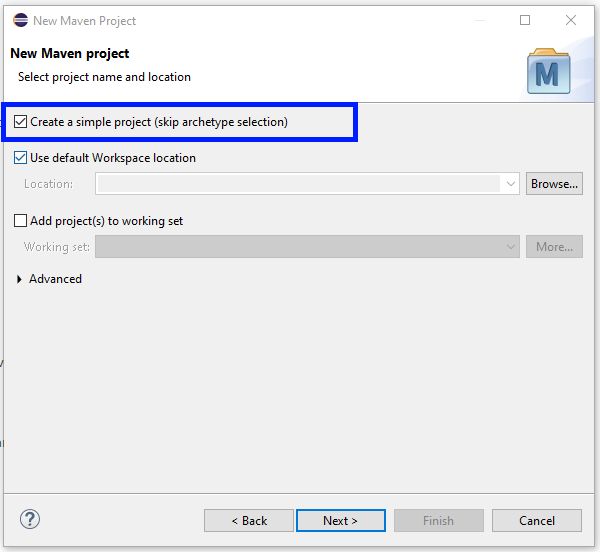 New Maven Project
New Maven project
Select project name and location
M
Create a simple project (skip archetype selection)
Use default Workspace location
Location:
Browse...
Add project(s) to working set
Working set:
More...
Advanced
?
< Back
Next >
Finish
Cancel